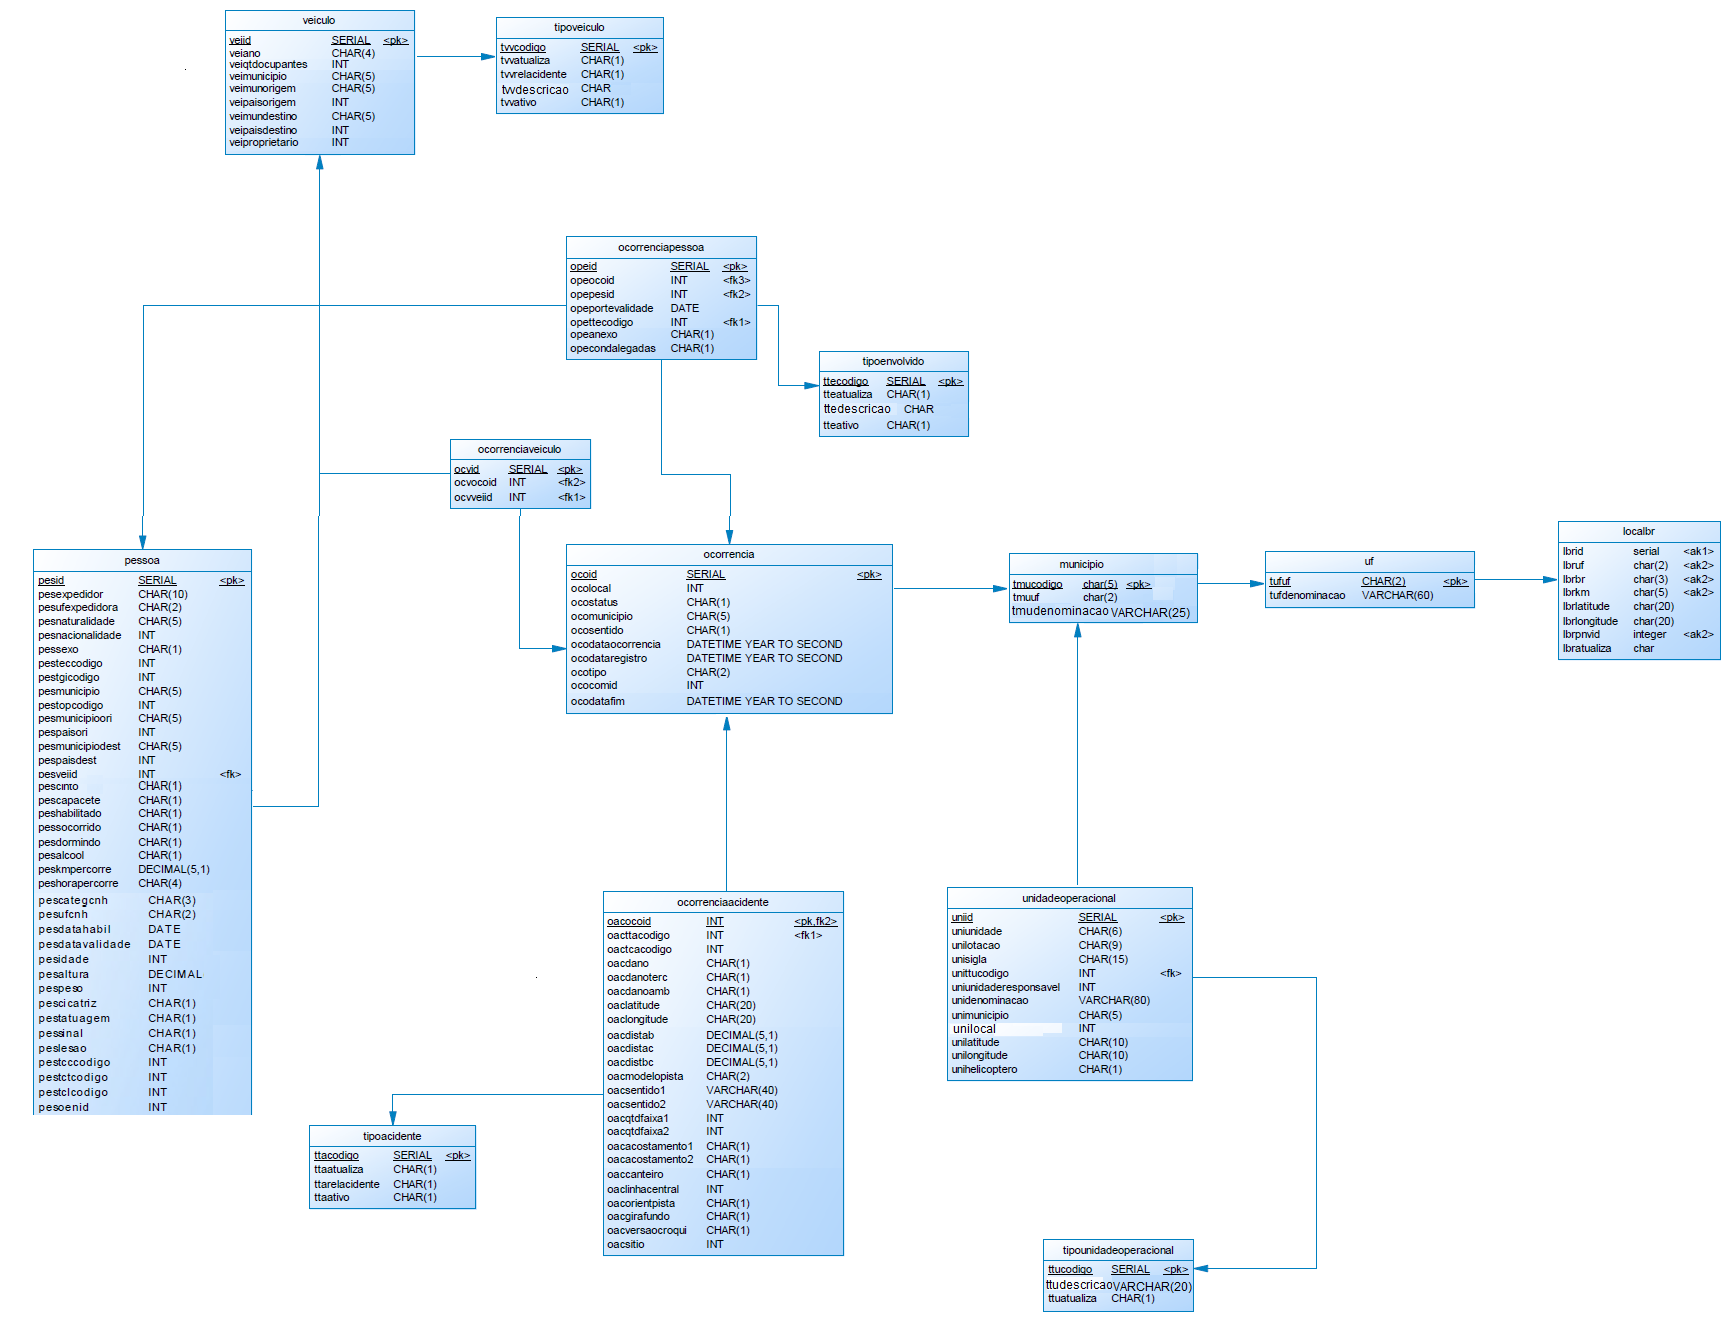 veiculo
veiid SERIAL <pk>
veiano CHAR(4)
veiqtdocupantes INT
veimunicipio CHAR(5)
veimunorigem CHAR(5)
veipaisorigem INT
veimundestino CHAR(5)
veipaisdestino INT
veiproprietario INT
tipoveiculo
tvvcodigo SERIAL <pk>
tvvatualiza CHAR(1)
tvvrelacidente CHAR(1)
tvvdescricao CHAR
tvvativo CHAR(1)
ocorrenciapessoa
opeid SERIAL <pk>
opeocoid INT <fk3>
opepesid INT <fk2>
opeportevalidade DATE
opettecodigo INT <fk1>
opeanexo CHAR(1)
opecondalegadas CHAR(1)
tipoenvolvido
ttecodigo SERIAL <pk>
tteatualiza CHAR(1)
ttedescricao CHAR
tteativo CHAR(1)
ocorrenciaveiculo
ocvid SERIAL <pk>
ocvocoid INT <fk2>
ocvveiid INT <fk1>
pessoa
pesid SERIAL <pk>
pesexpedidor CHAR(10)
pesufexpedidora CHAR(2)
pesnaturalidade CHAR(5)
pesnacionalidade INT
pessexo CHAR(1)
pesteccodigo INT
pestgicodigo INT
pesmunicipio CHAR(5)
pestopcodigo INT
pesmunicipioori CHAR(5)
pespaisori INT
pesmunicipiodest CHAR(5)
pespaisdest INT
pesveiid INT <fk>
pescinto CHAR(1)
pescapacete CHAR(1)
peshabilitado CHAR(1)
pessocorrido CHAR(1)
pesdormindo CHAR(1)
pesalcool CHAR(1)
peskmpercorre DECIMAL(5,1)
peshorapercorre CHAR(4)
pescategcnh CHAR(3)
pesufcnh CHAR(2)
pesdatahabil DATE
pesdatavalidade DATE
pesidade INT
pesaltura DECIMAL
pespeso INT
pescicatriz CHAR(1)
pestatuagem CHAR(1)
pessinal CHAR(1)
peslesao CHAR(1)
pestcccodigo INT
pestctcodigo INT
pestclcodigo INT
pesoenid INT
ocorrencia
ocoid SERIAL <pk>
ocolocal INT
ocostatus CHAR(1)
ocomunicipio CHAR(5)
ocosentido CHAR(1)
ocodataocorrencia DATETIME YEAR TO SECOND
ocodataregistro DATETIME YEAR TO SECOND
ocotipo CHAR(2)
ococomid INT
ocodatafim DATETIME YEAR TO SECOND
municipio
tmucodigo char(5) <pk>
tmuuf char(2)
tmudenominacao VARCHAR(25)
uf
tufuf CHAR(2) <pk>
tufdenominacao VARCHAR(60)
localbr
lbrid serial <ak1>
lbruf char(2) <ak2>
lbrbr char(3) <ak2>
lbrkm char(5) <ak2>
lbrlatitude char(20)
lbrlongitude char(20)
lbrpnvid integer <ak2>
lbratualiza char
ocorrenciaacidente
oacocoid INT <pk,fk2>
oacttacodigo INT <fk1>
oactcacodigo INT
oacdano CHAR(1)
oacdanoterc CHAR(1)
oacdanoamb CHAR(1)
oaclatitude CHAR(20)
oaclongitude CHAR(20)
oacdistab DECIMAL(5,1)
oacdistac DECIMAL(5,1)
oacdistbc DECIMAL(5,1)
oacmodelopista CHAR(2)
oacsentido1 VARCHAR(40)
oacsentido2 VARCHAR(40)
oacqtdfaixa1 INT
oacqtdfaixa2 INT
oacacostamento1 CHAR(1)
oacacostamento2 CHAR(1)
oaccanteiro CHAR(1)
oaclinhacentral INT
oacorientpista CHAR(1)
oacgirafundo CHAR(1)
oacversaocroqui CHAR(1)
oacsitio INT
unidadeoperacional
uniid SERIAL <pk>
uniunidade CHAR(6)
unilotacao CHAR(9)
unisigla CHAR(15)
unittucodigo INT <fk>
uniunidaderesponsavel INT
unidenominacao VARCHAR(80)
unimunicipio CHAR(5)
unilocal INT
unilatitude CHAR(10)
unilongitude CHAR(10)
unihelicoptero CHAR(1)
tipoacidente
ttacodigo SERIAL <pk>
ttaatualiza CHAR(1)
ttarelacidente CHAR(1)
ttaativo CHAR(1)
tipounidadeoperacional
ttucodigo SERIAL <pk>
ttudescricao VARCHAR(20)
ttuatualiza CHAR(1)